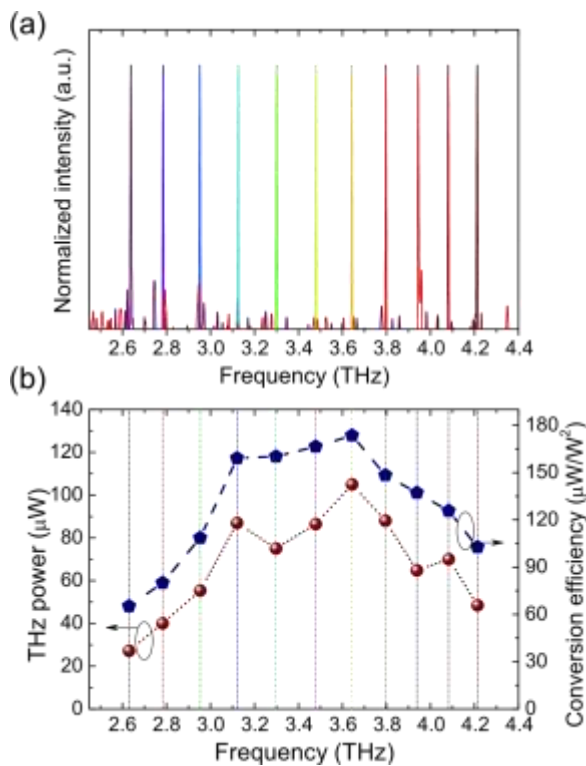 (a)
Normalized intensity (a.u.)
2.6 2.8 3.0 3.2 3.4 3.6 3.8 4.0 4.2 4.4
Frequency (THz)
(b)
140
120
100
80
60
40
20
0
THz power (μW)
180
150
120
90
60
30
0
Conversion efficiency (μW/W²)
2.6 2.8 3.0 3.2 3.4 3.6 3.8 4.0 4.2 4.4
Frequency (THz)